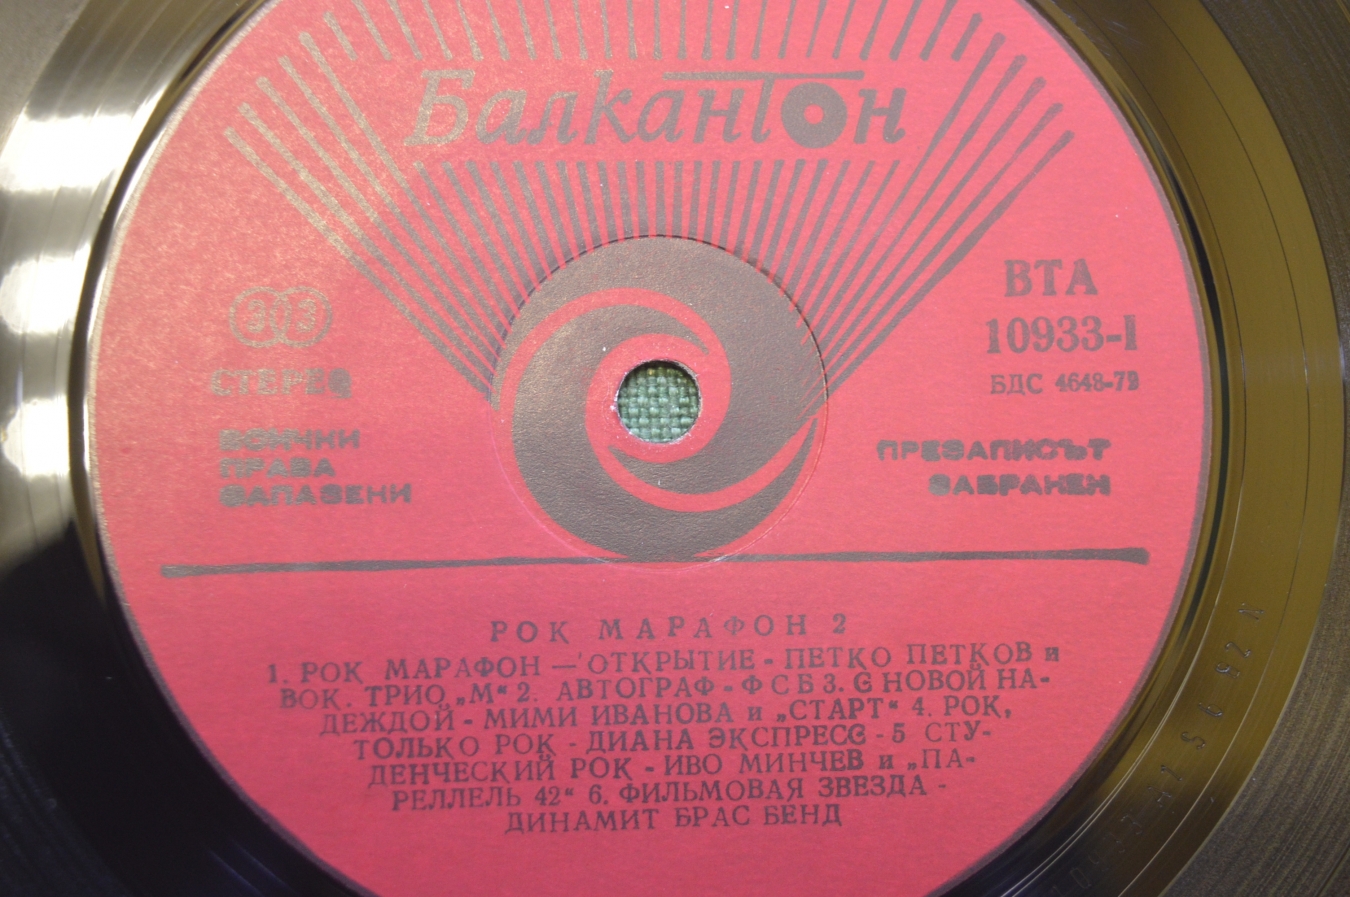 Балкантон
33
СТЕРЕО
ВСИЧКИ
ПРАВА
ЗАПАЗЕНИ
ВТА
10933-I
БДС 4648-79
ПРЕЗАПИСЪТ
ЗАБРАНЕН
РОК МАРАФОН 2
1. РОК МАРАФОН — ОТКРЫТИЕ - ПЕТКО ПЕТКОВ и
ВОК. ТРИО „М“ 2. АВТОГРАФ - ФСБ 3. С НОВОЙ НА-
ДЕЖДОЙ - МИМИ ИВАНОВА и „СТАРТ“ 4. РОК,
ТОЛЬКО РОК - ДИАНА ЭКСПРЕСС - 5 СТУ-
ДЕНЧЕСКИЙ РОК - ИВО МИНЧЕВ и „ПА-
РЕЛЛЕЛЬ 42“ 6. ФИЛЬМОВАЯ ЗВЕЗДА -
ДИНАМИТ БРАС БЕНД